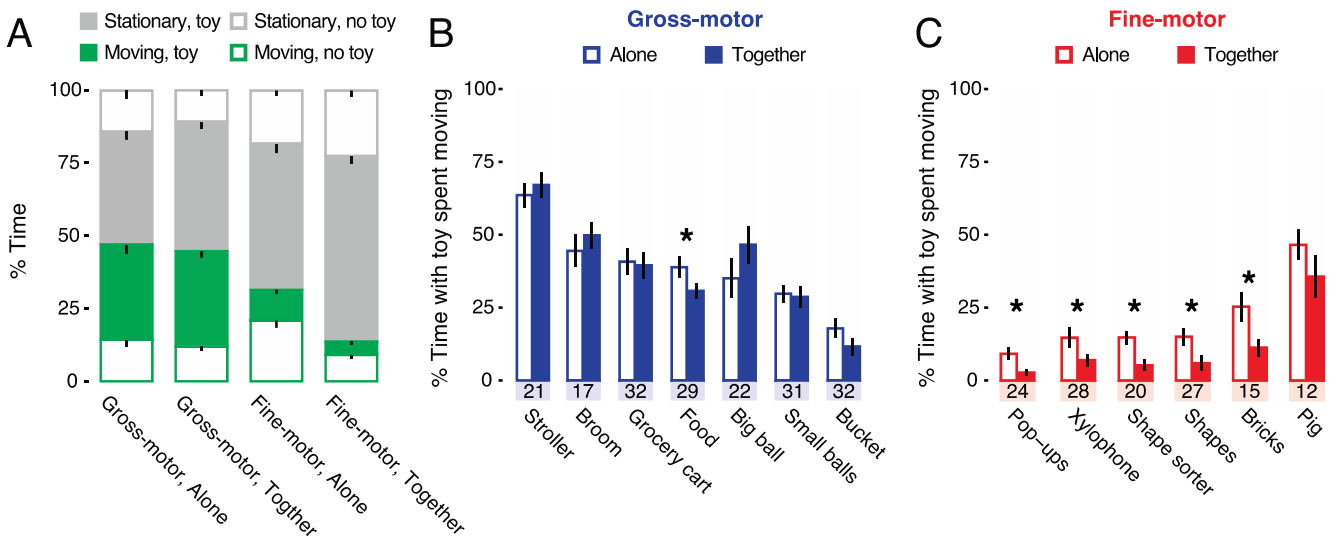 A
Stationary, toy
Stationary, no toy
Moving, toy
Moving, no toy
% Time
100
75
50
25
0
Gross-motor, Alone
Gross-motor, Togther
Fine-motor, Alone
Fine-motor, Together
B
Gross-motor
Alone
Together
% Time with toy spent moving
100
75
50
25
0
*
21
17
32
29
22
31
32
Stroller
Broom
Grocery cart
Food
Big ball
Small balls
Bucket
C
Fine-motor
Alone
Together
% Time with toy spent moving
100
75
50
25
0
*
*
*
*
*
24
28
20
27
15
12
Pop–ups
Xylophone
Shape sorter
Shapes
Bricks
Pig